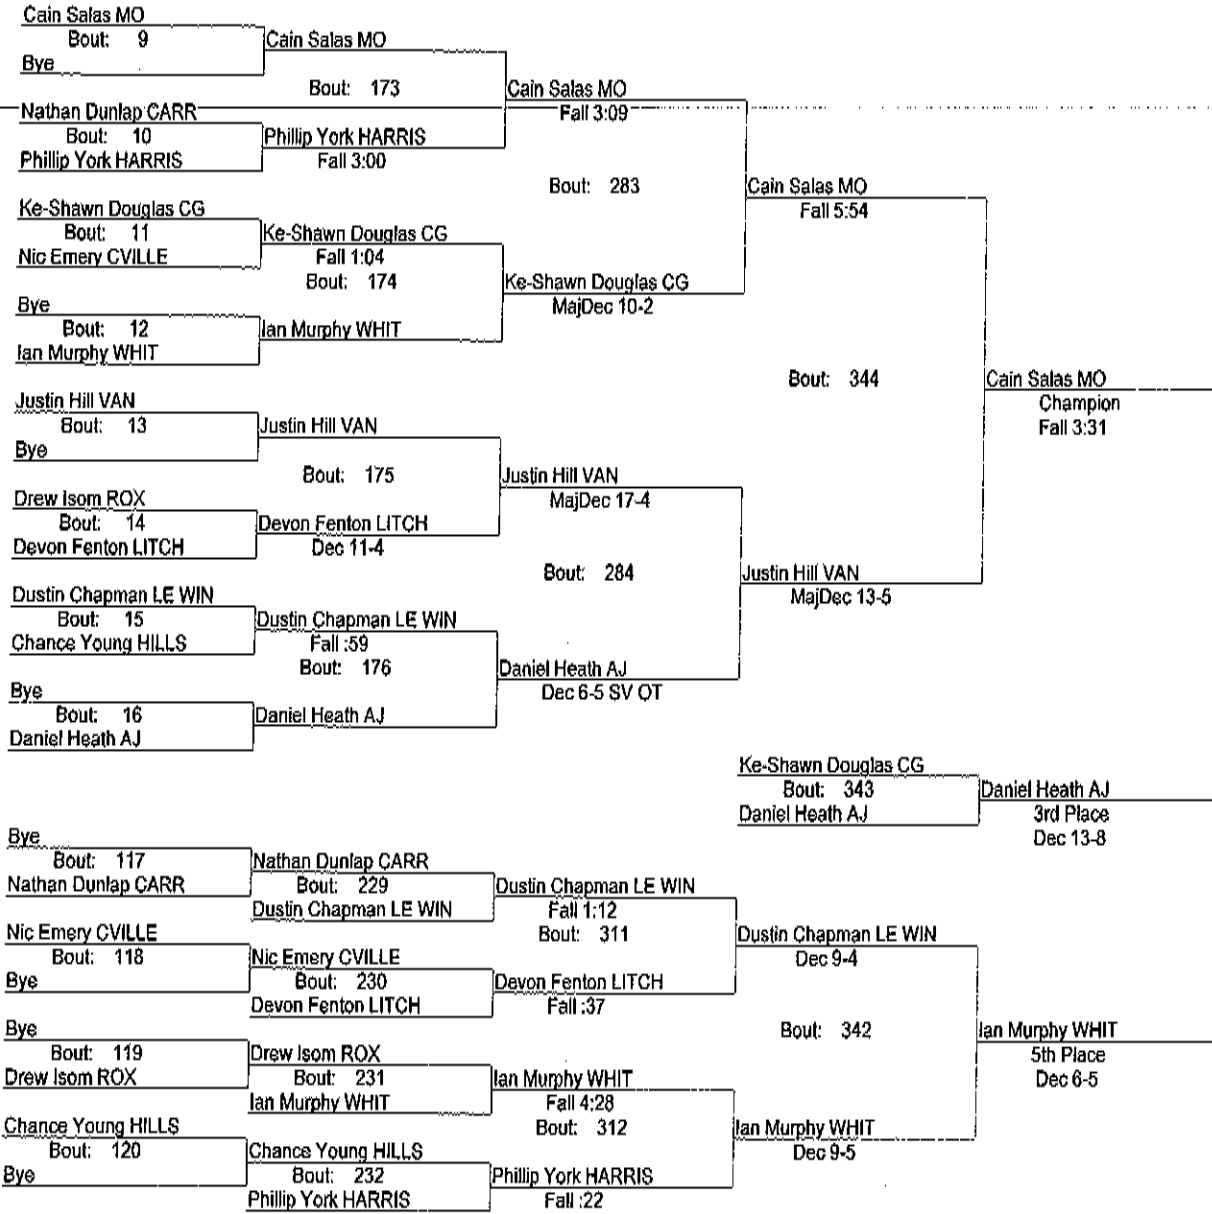 Cain Salas MO
Bout: 9
Bye
Cain Salas MO
Bout: 173
Nathan Dunlap CARR
Bout: 10
Phillip York HARRIS
Phillip York HARRIS
Fall 3:00
Cain Salas MO
Fall 3:09
Bout: 283
Ke-Shawn Douglas CG
Bout: 11
Nic Emery CVILLE
Ke-Shawn Douglas CG
Fall 1:04
Bout: 174
Bye
Bout: 12
Ian Murphy WHIT
Ian Murphy WHIT
Ke-Shawn Douglas CG
MajDec 10-2
Cain Salas MO
Fall 5:54
Bout: 344
Cain Salas MO
Champion
Fall 3:31
Justin Hill VAN
Bout: 13
Bye
Justin Hill VAN
Bout: 175
Drew Isom ROX
Bout: 14
Devon Fenton LITCH
Devon Fenton LITCH
Dec 11-4
Justin Hill VAN
MajDec 17-4
Bout: 284
Dustin Chapman LE WIN
Bout: 15
Chance Young HILLS
Dustin Chapman LE WIN
Fall :59
Bout: 176
Bye
Bout: 16
Daniel Heath AJ
Daniel Heath AJ
Daniel Heath AJ
Dec 6-5 SV OT
Justin Hill VAN
MajDec 13-5
Ke-Shawn Douglas CG
Bout: 343
Daniel Heath AJ
Daniel Heath AJ
3rd Place
Dec 13-8
Bye
Bout: 117
Nathan Dunlap CARR
Nathan Dunlap CARR
Bout: 229
Dustin Chapman LE WIN
Dustin Chapman LE WIN
Fall 1:12
Bout: 311
Nic Emery CVILLE
Bout: 118
Bye
Nic Emery CVILLE
Bout: 230
Devon Fenton LITCH
Devon Fenton LITCH
Fall :37
Dustin Chapman LE WIN
Dec 9-4
Bout: 342
Bye
Bout: 119
Drew Isom ROX
Drew Isom ROX
Bout: 231
Ian Murphy WHIT
Ian Murphy WHIT
Fall 4:28
Bout: 312
Chance Young HILLS
Bout: 120
Bye
Chance Young HILLS
Bout: 232
Phillip York HARRIS
Phillip York HARRIS
Fall :22
Ian Murphy WHIT
Dec 9-5
Ian Murphy WHIT
5th Place
Dec 6-5